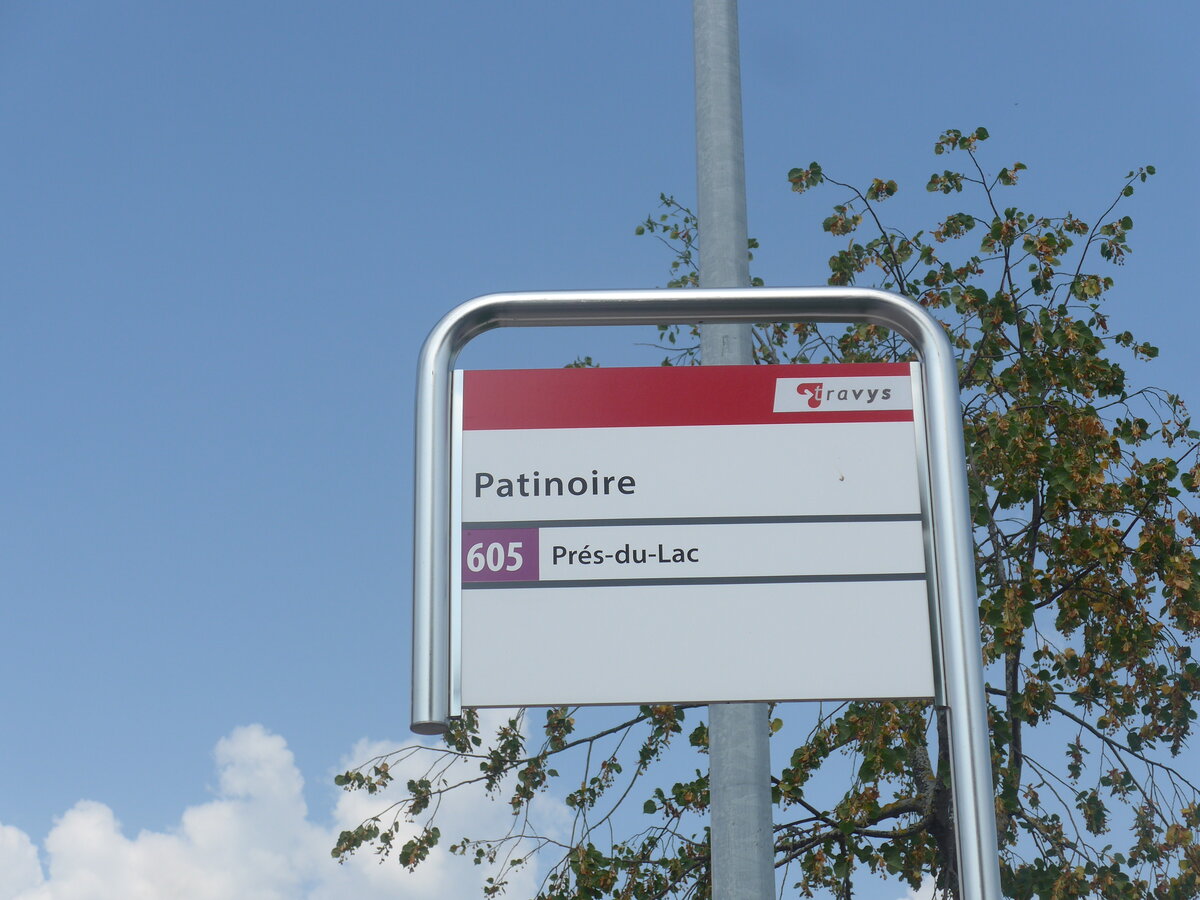 travys
Patinoire
605 Prés-du-Lac